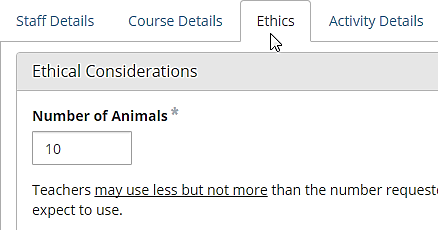 Staff Details Course Details Ethics Activity Details
Ethical Considerations
Number of Animals *
10
Teachers may use less but not more than the number
expect to use.